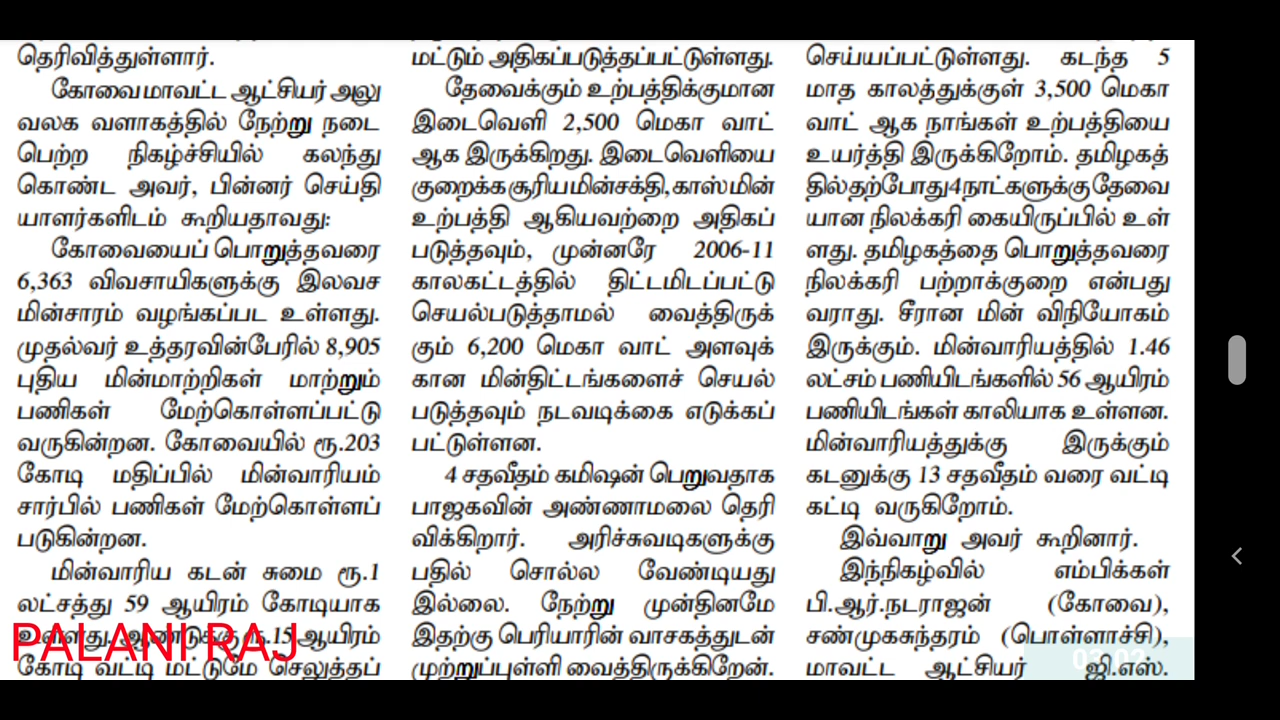 தெரிவித்துள்ளார்.
கோவை மாவட்ட ஆட்சியர் அலு
வலக வளாகத்தில் நேற்று நடை
பெற்ற நிகழ்ச்சியில் கலந்து
கொண்ட அவர், பின்னர் செய்தி
யாளர்களிடம் கூறியதாவது:
கோவையைப் பொறுத்தவரை
6,363 விவசாயிகளுக்கு இலவச
மின்சாரம் வழங்கப்பட உள்ளது.
முதல்வர் உத்தரவின்பேரில் 8,905
புதிய மின்மாற்றிகள் மாற்றும்
பணிகள் மேற்கொள்ளப்பட்டு
வருகின்றன. கோவையில் ரூ.203
கோடி மதிப்பில் மின்வாரியம்
சார்பில் பணிகள் மேற்கொள்ளப்
படுகின்றன.
மின்வாரிய கடன் சுமை ரூ.1
லட்சத்து 59 ஆயிரம் கோடியாக
உள்ளது. ஆண்டுக்கு ரூ.15 ஆயிரம்
கோடி வட்டி மட்டுமே செலுத்தப்
மட்டும் அதிகப்படுத்தப்பட்டுள்ளது.
தேவைக்கும் உற்பத்திக்குமான
இடைவெளி 2,500 மெகா வாட்
ஆக இருக்கிறது. இடைவெளியை
குறைக்க சூரிய மின்சக்தி, காஸ் மின்
உற்பத்தி ஆகியவற்றை அதிகப்
படுத்தவும், முன்னரே 2006-11
காலகட்டத்தில் திட்டமிடப்பட்டு
செயல்படுத்தாமல் வைத்திருக்
கும் 6,200 மெகா வாட் அளவுக்
கான மின்திட்டங்களைச் செயல்
படுத்தவும் நடவடிக்கை எடுக்கப்
பட்டுள்ளன.
4 சதவீதம் கமிஷன் பெறுவதாக
பாஜகவின் அண்ணாமலை தெரி
விக்கிறார். அரிச்சுவடிகளுக்கு
பதில் சொல்ல வேண்டியது
இல்லை. நேற்று முன்தினமே
இதற்கு பெரியாரின் வாசகத்துடன்
முற்றுப்புள்ளி வைத்திருக்கிறேன்.
செய்யப்பட்டுள்ளது. கடந்த 5
மாத காலத்துக்குள் 3,500 மெகா
வாட் ஆக நாங்கள் உற்பத்தியை
உயர்த்தி இருக்கிறோம். தமிழகத்
தில் தற்போது 4 நாட்களுக்கு தேவை
யான நிலக்கரி கையிருப்பில் உள்
ளது. தமிழகத்தை பொறுத்தவரை
நிலக்கரி பற்றாக்குறை என்பது
வராது. சீரான மின் விநியோகம்
இருக்கும். மின்வாரியத்தில் 1.46
லட்சம் பணியிடங்களில் 56 ஆயிரம்
பணியிடங்கள் காலியாக உள்ளன.
மின்வாரியத்துக்கு இருக்கும்
கடனுக்கு 13 சதவீதம் வரை வட்டி
கட்டி வருகிறோம்.
இவ்வாறு அவர் கூறினார்.
இந்நிகழ்வில் எம்பிக்கள்
பி.ஆர்.நடராஜன் (கோவை),
சண்முகசுந்தரம் (பொள்ளாச்சி),
மாவட்ட ஆட்சியர் ஜி.எஸ்.
PALANI RAJ
03:02